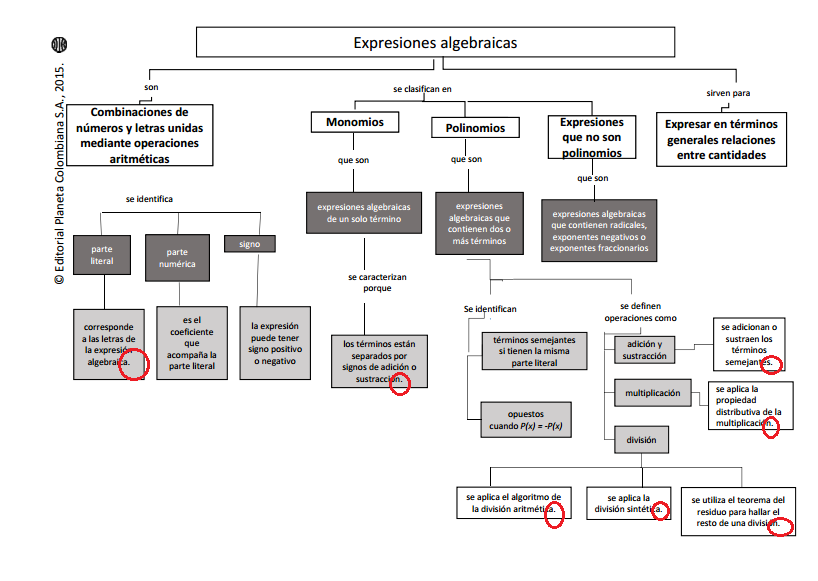 © Editorial Planeta Colombiana S.A., 2015.
Expresiones algebraicas
son
se clasifican en
sirven para
Combinaciones de
números y letras unidas
mediante operaciones
aritméticas
Monomios
Polinomios
Expresiones
que no son
polinomios
Expresar en términos
generales relaciones
entre cantidades
que son
que son
que son
se identifica
expresiones algebraicas
de un solo término
expresiones
algebraicas que
contienen dos o
más términos
expresiones algebraicas
que contienen radicales,
exponentes negativos o
exponentes fraccionarios
parte
literal
parte
numérica
signo
se caracterizan
porque
Se identifican
se definen
operaciones como
corresponde
a las letras de
la expresión
algebraica.
es el
coeficiente
que
acompaña la
parte literal
la expresión
puede tener
signo positivo
o negativo
los términos están
separados por
signos de adición o
sustracción.
términos semejantes
si tienen la misma
parte literal
opuestos
cuando P(x) = -P(x)
adición y
sustracción
se adicionan o
sustraen los
términos
semejantes.
multiplicación
se aplica la
propiedad
distributiva de la
multiplicación.
división
se aplica el algoritmo de
la división aritmética.
se aplica la
división sintética.
se utiliza el teorema del
residuo para hallar el
resto de una división.